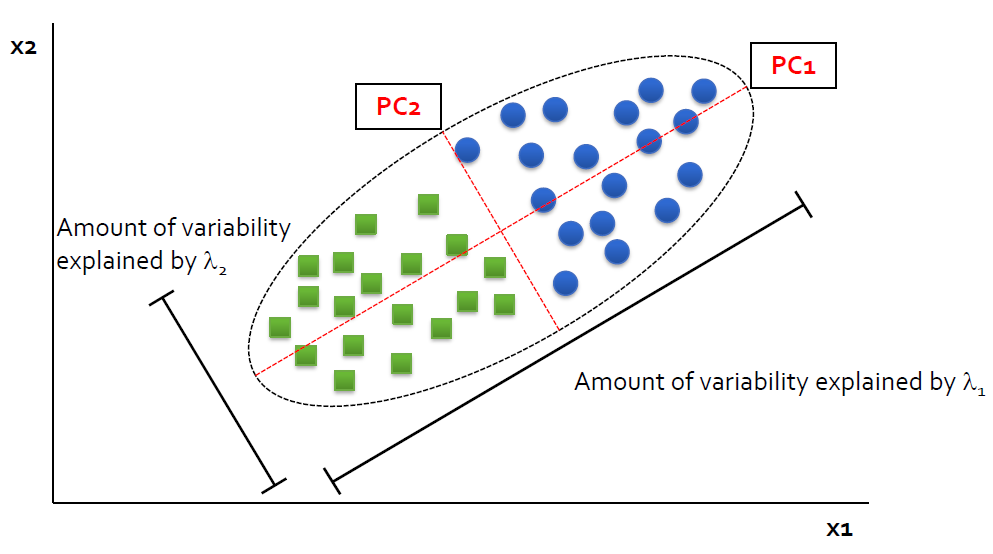 x2
PC1
PC2
Amount of variability
explained by λ₂
Amount of variability explained by λ₁
x1